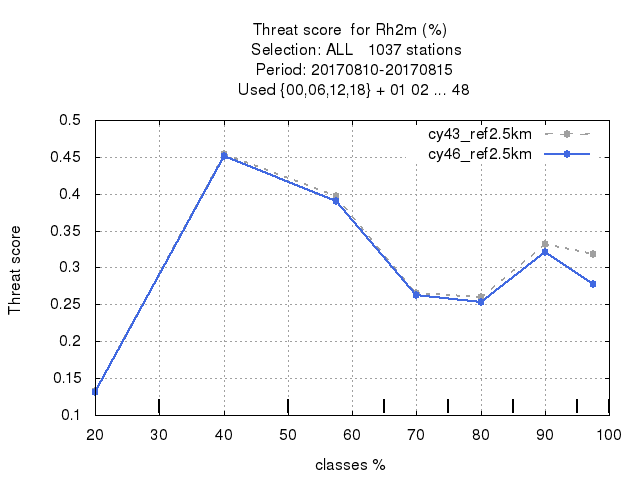 Threat score  for Rh2m (%)
Selection: ALL   1037 stations
Period: 20170810-20170815
Used {00,06,12,18} + 01 02 ... 48
cy43_ref2.5km
cy46_ref2.5km
Threat score
0.5
0.45
0.4
0.35
0.3
0.25
0.2
0.15
0.1
20 30 40 50 60 70 80 90 100
classes %